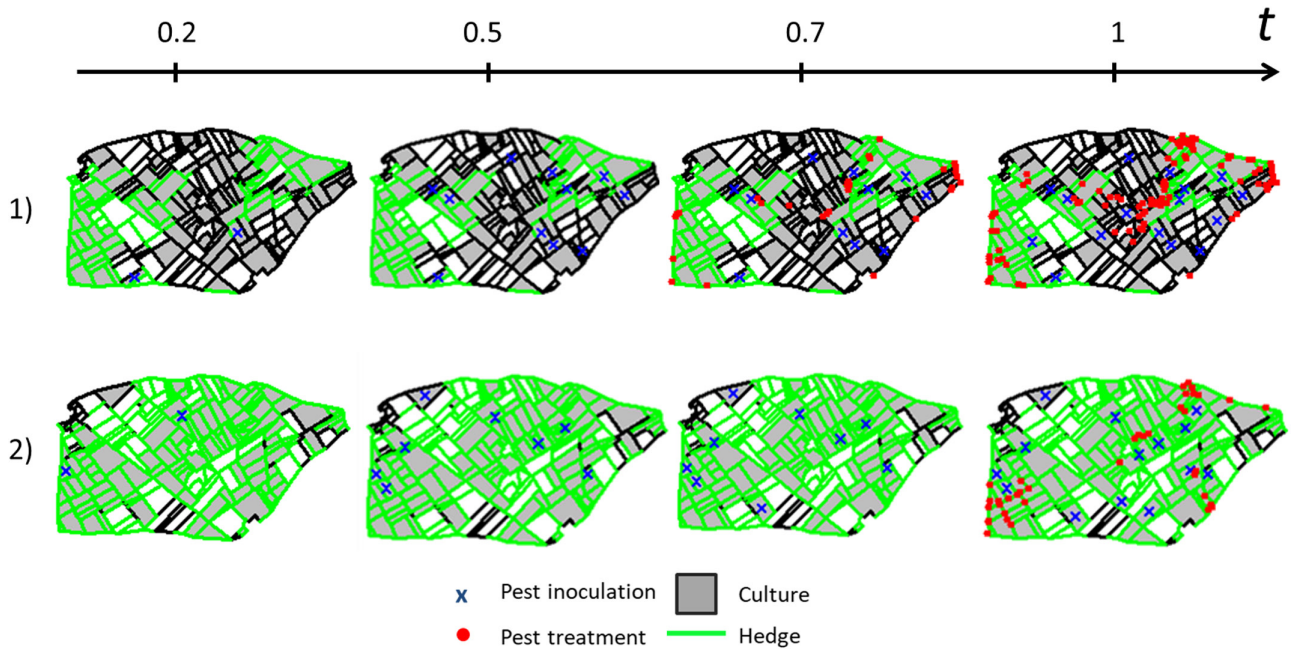 0.2 0.5 0.7 1 t
1)
2)
x Pest inoculation Culture
Pest treatment Hedge